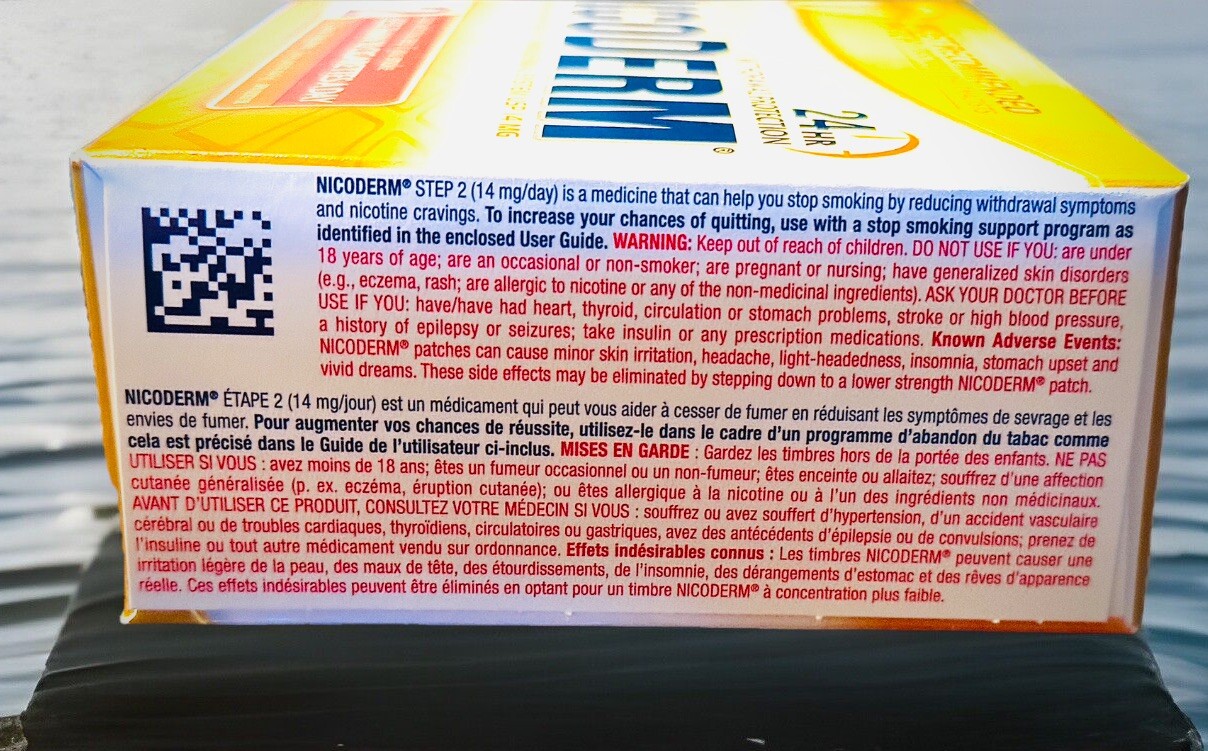 NICODERM®
24 HR
NICODERM® STEP 2 (14 mg/day) is a medicine that can help you stop smoking by reducing withdrawal symptoms
and nicotine cravings. To increase your chances of quitting, use with a stop smoking support program as
identified in the enclosed User Guide. WARNING: Keep out of reach of children. DO NOT USE IF YOU: are under
18 years of age; are an occasional or non-smoker; are pregnant or nursing; have generalized skin disorders
(e.g., eczema, rash; are allergic to nicotine or any of the non-medicinal ingredients). ASK YOUR DOCTOR BEFORE
USE IF YOU: have/have had heart, thyroid, circulation or stomach problems, stroke or high blood pressure,
a history of epilepsy or seizures; take insulin or any prescription medications. Known Adverse Events:
NICODERM® patches can cause minor skin irritation, headache, light-headedness, insomnia, stomach upset and
vivid dreams. These side effects may be eliminated by stepping down to a lower strength NICODERM® patch.
NICODERM® ÉTAPE 2 (14 mg/jour) est un médicament qui peut vous aider à cesser de fumer en réduisant les symptômes de sevrage et les
envies de fumer. Pour augmenter vos chances de réussite, utilisez-le dans le cadre d'un programme d'abandon du tabac comme
cela est précisé dans le Guide de l'utilisateur ci-inclus. MISES EN GARDE : Gardez les timbres hors de la portée des enfants. NE PAS
UTILISER SI VOUS : avez moins de 18 ans; êtes un fumeur occasionnel ou un non-fumeur; êtes enceinte ou allaitez; souffrez d'une affection
cutanée généralisée (p. ex. eczéma, éruption cutanée); ou êtes allergique à la nicotine ou à l'un des ingrédients non médicinaux.
AVANT D'UTILISER CE PRODUIT, CONSULTEZ VOTRE MÉDECIN SI VOUS : souffrez ou avez souffert d'hypertension, d'un accident vasculaire
cérébral ou de troubles cardiaques, thyroïdiens, circulatoires ou gastriques, avez des antécédents d'épilepsie ou de convulsions; prenez de
l'insuline ou tout autre médicament vendu sur ordonnance. Effets indésirables connus : Les timbres NICODERM® peuvent causer une
irritation légère de la peau, des maux de tête, des étourdissements, de l'insomnie, des dérangements d'estomac et des rêves d'apparence
réelle. Ces effets indésirables peuvent être éliminés en optant pour un timbre NICODERM® à concentration plus faible.